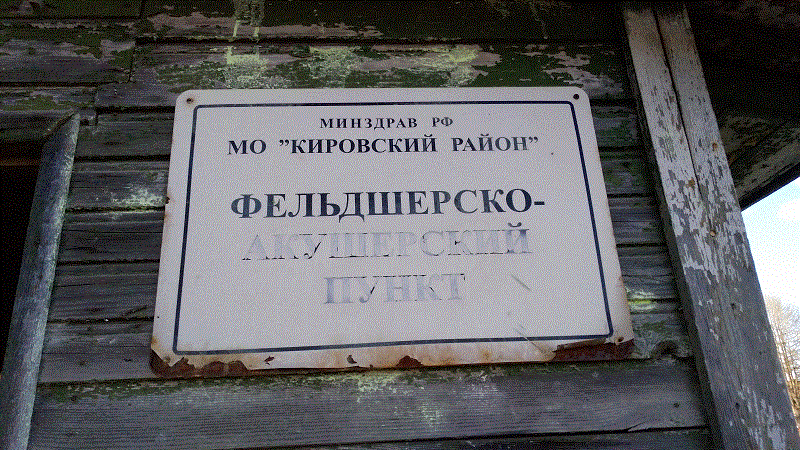 МИНЗДРАВ РФ
МО "КИРОВСКИЙ РАЙОН"
ФЕЛЬДШЕРСКО-
АКУШЕРСКИЙ
ПУНКТ